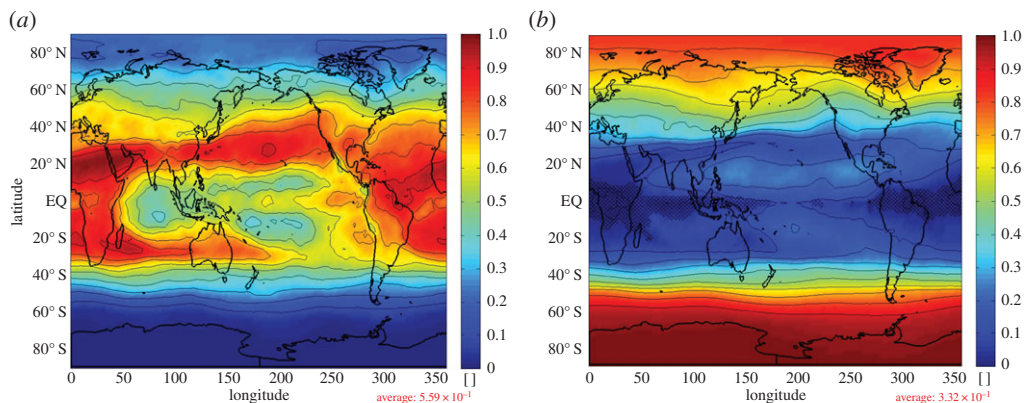 (a)
(b)
latitude
80° N
60° N
40° N
20° N
EQ
20° S
40° S
60° S
80° S
0 50 100 150 200 250 300 350
longitude
1.0
0.9
0.8
0.7
0.6
0.5
0.4
0.3
0.2
0.1
0
[ ]
average: 5.59 × 10⁻¹
80° N
60° N
40° N
20° N
EQ
20° S
40° S
60° S
80° S
0 50 100 150 200 250 300 350
longitude
1.0
0.9
0.8
0.7
0.6
0.5
0.4
0.3
0.2
0.1
0
[ ]
average: 3.32 × 10⁻¹